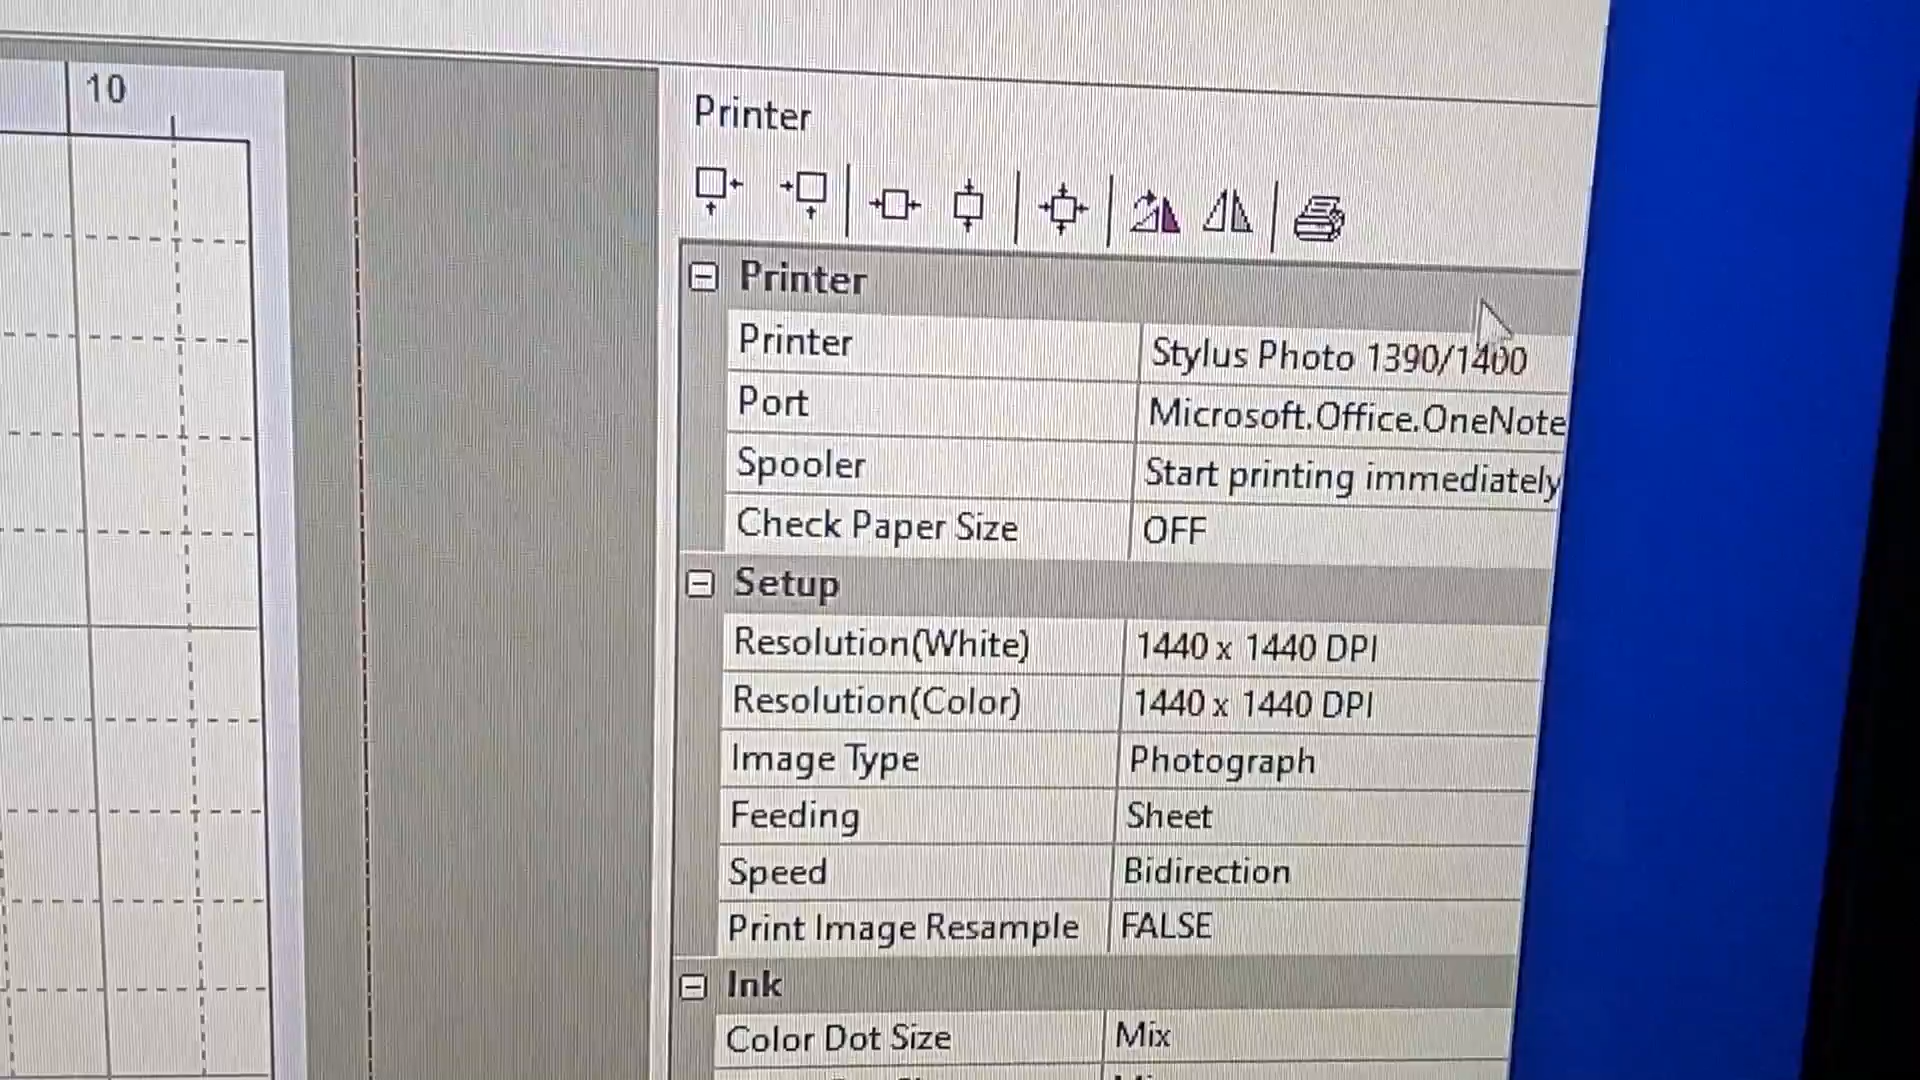 10
Printer
Printer
Printer Stylus Photo 1390/1400
Port Microsoft.Office.OneNote
Spooler Start printing immediately
Check Paper Size OFF
Setup
Resolution(White) 1440 x 1440 DPI
Resolution(Color) 1440 x 1440 DPI
Image Type Photograph
Feeding Sheet
Speed Bidirection
Print Image Resample FALSE
Ink
Color Dot Size Mix